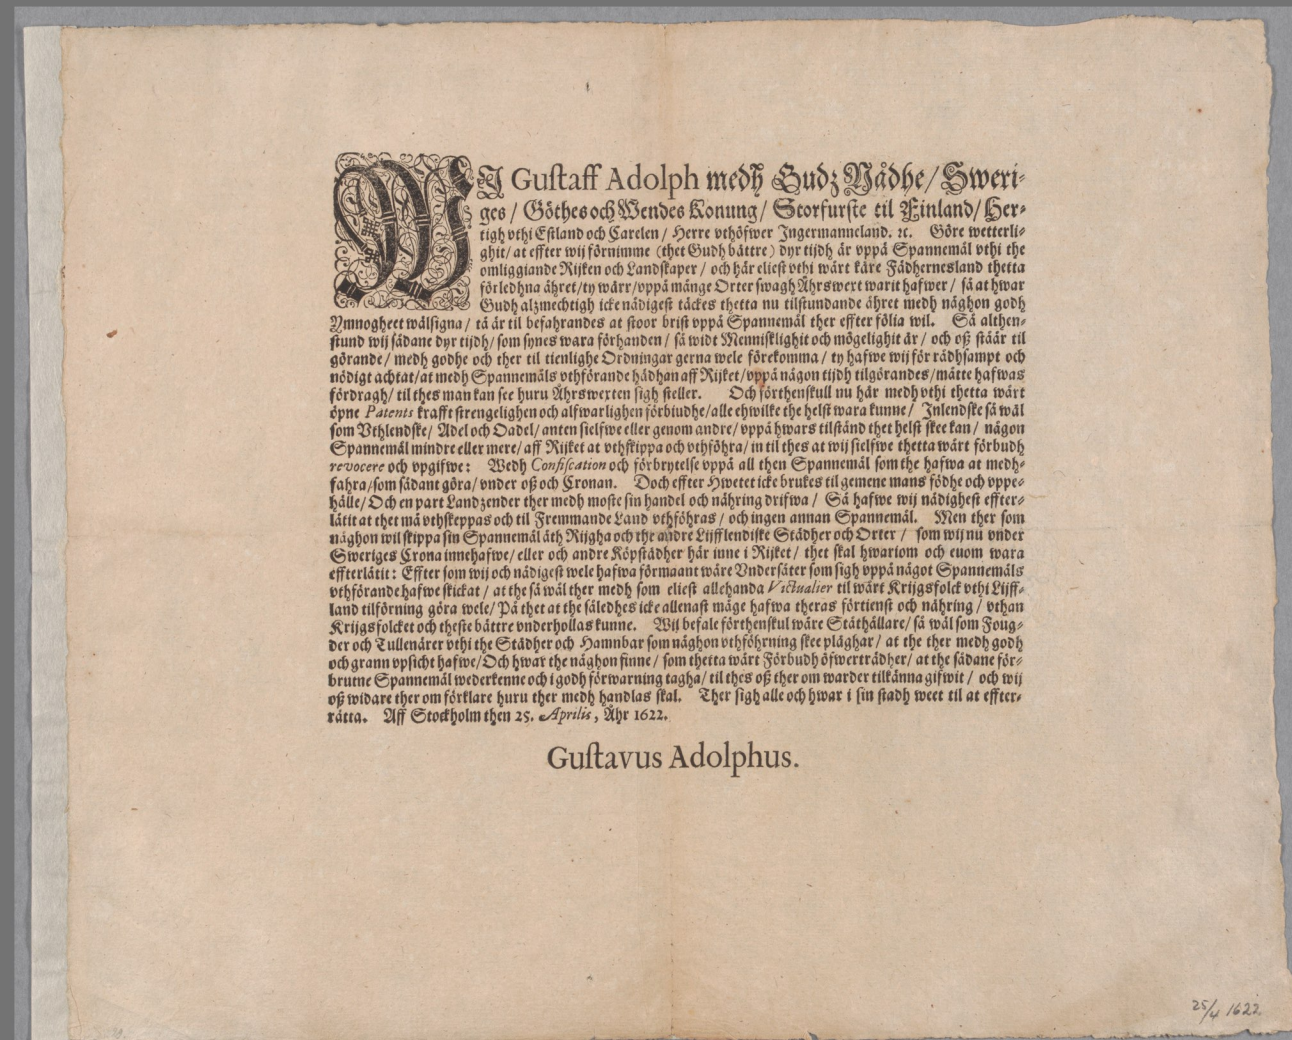 WJ Gustaff Adolph medh Gudz Nådhe/ Sweri-
ges/ Göthes och Wendes Konung/ Storfurste til Finland/ Her-
tigh vthi Estland och Carelen/ Herre vthöfwer Ingermanneland. ꝛc. Göre wetterli-
ghit/ at effter wij förnimme (thet Gudh bättre) dyr tijdh är vppå Spannemål vthi the
omliggiande Rijken och Landskaper/ och här eliest vthi wårt käre Fädhernesland thetta
förledhna åhret/ ty wärr/ vppå månge Orter swagh Åhrswert warit hafwer/ så at hwar
Gudh alzmechtigh icke nådigest täckes thetta nu tilstundande åhret medh någhon godh
Ymnogheet wälsigna/ tå är til befahrandes at stoor brist vppå Spannemål ther effter fölia wil. Så althen-
stund wij sådane dyr tijdh/ som synes wara förhanden/ så widt Menniskligit och mögelighit är/ och oß ståår til
görande/ medh godhe och ther til tienlighe Ordningar gerna wele förekomma/ ty hafwe wij för rådhsampt och
nödigt achtat/ at medh Spannemåls vthförande hädhan aff Rijket/ vppå någon tijdh tilgörandes/ måtte hafwas
fördragh/ til thes man kan see huru Åhrswexten sigh steller. Och förthenskull nu här medh vthi thetta wårt
öpne Patents krafft strengelighen och alfwarlighen förbiudhe/ alle ehwilke the helst wara kunne/ Inlendske så wäl
som Vthlendske/ Adel och Oadel/ anten sielfwe eller genom andre/ vppå hwars tilstånd thet helst skee kan/ någon
Spannemål mindre eller mere/ aff Rijket at vthskippa och vthföhra/ in til thes at wij sielfwe thetta wårt förbudh
revocere och vpgifwe: Wedh Confiscation och förbrytelse vppå all then Spannemål som the hafwa at medh-
fahra/ som sådant göra/ vnder oß och Cronan. Doch effter Hwetet icke brukes til gemene mans födhe och vppe-
hälle/ Och en part Landzender ther medh moste sin handel och nähring drifwa/ Så hafwe wij nådighest effter-
lätit at thet må vthskeppas och til Fremmande Land vthföhras/ och ingen annan Spannemål. Men ther som
någhon wil skippa sin Spannemål åth Rijgha och the andre Lijfflendiske Städher och Orter/ som wij nu vnder
Sweriges Crona innehafwe/ eller och andre Köpstädher här inne i Rijket/ thet skal hwariom och enom wara
effterlåtit: Effter som wij och nådigest wele hafwa förmaant wåre Vndersåter som sigh vppå något Spannemåls
vthförande hafwe skickat/ at the så wäl ther medh som eliest allehanda Victualier til wårt Krijgsfolck vthi Lijff-
land tilförning göra wele/ På thet at the således icke allenast måge hafwa theras förtienst och nähring/ vthan
Krijgsfolcket och theste bättre vnderhollas kunne. Wij befale förthenskul wåre Ståthållare/ så wäl som Foug-
der och Tullenärer vthi the Städher och Hamnbar som någhon vthföhrning skee plåghar/ at the ther medh godh
och grann vpsicht hafwe/ Och hwar the någhon finne/ som thetta wårt Förbudh öfwerträdher/ at the sådane för-
brutne Spannemål wederkenne och i godh förwarning tagha/ til thes oß ther om warder tilkänna gifwit/ och wij
oß widare ther om förklare huru ther medh handlas skal. Ther sigh alle och hwar i sin stadh weet til at effter-
rätta. Aff Stockholm then 25. Aprilis, Åhr 1622.
Gustavus Adolphus.
25/4 1622